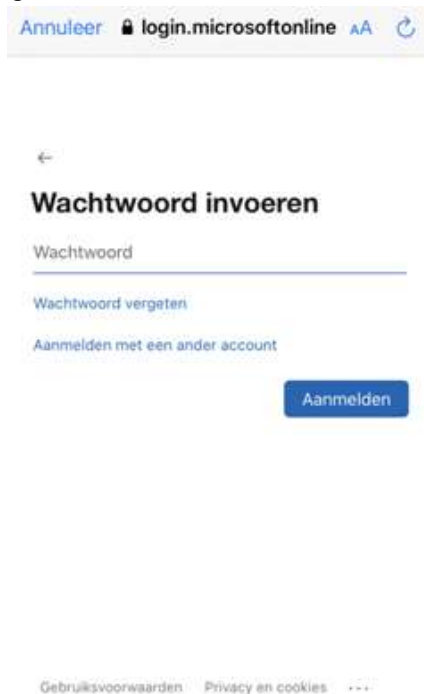 Annuleer login.microsoftonline AA
Wachtwoord invoeren
Wachtwoord
Wachtwoord vergeten
Aanmelden met een ander account
Aanmelden
Gebruiksvoorwaarden Privacy en cookies ...